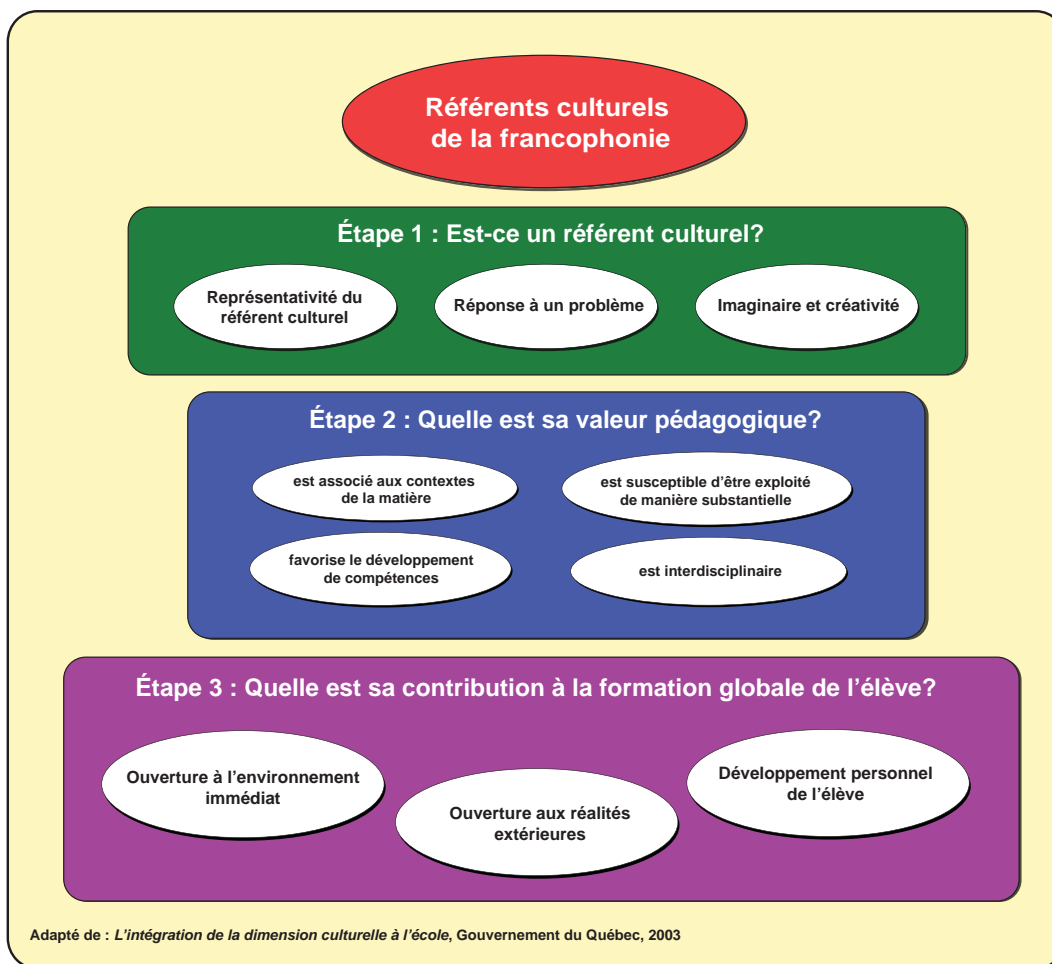 Référents culturels
de la francophonie
Étape 1 : Est-ce un référent culturel?
Représentativité du
référent culturel
Réponse à un problème
Imaginaire et créativité
Étape 2 : Quelle est sa valeur pédagogique?
est associé aux contextes
de la matière
est susceptible d’être exploité
de manière substantielle
favorise le développement
de compétences
est interdisciplinaire
Étape 3 : Quelle est sa contribution à la formation globale de l’élève?
Ouverture à l’environnement
immédiat
Ouverture aux réalités
extérieures
Développement personnel
de l’élève
Adapté de : L’intégration de la dimension culturelle à l’école, Gouvernement du Québec, 2003